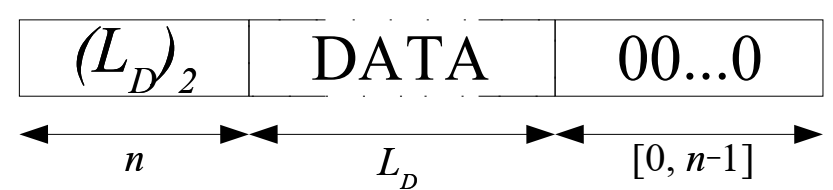 (L_D)_2 DATA 00...0
n L_D [0, n-1]